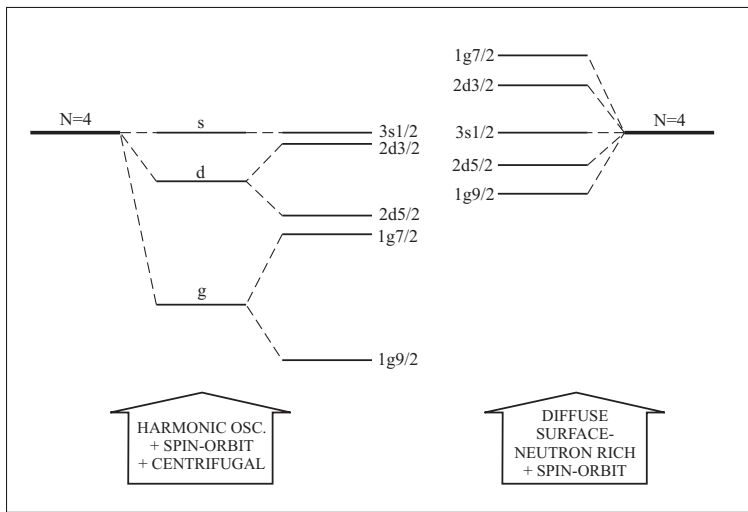 N=4
s
d
g
3s1/2
2d3/2
2d5/2
1g7/2
1g9/2
HARMONIC OSC.
+ SPIN-ORBIT
+ CENTRIFUGAL
1g7/2
2d3/2
3s1/2
2d5/2
1g9/2
N=4
DIFFUSE
SURFACE-
NEUTRON RICH
+ SPIN-ORBIT